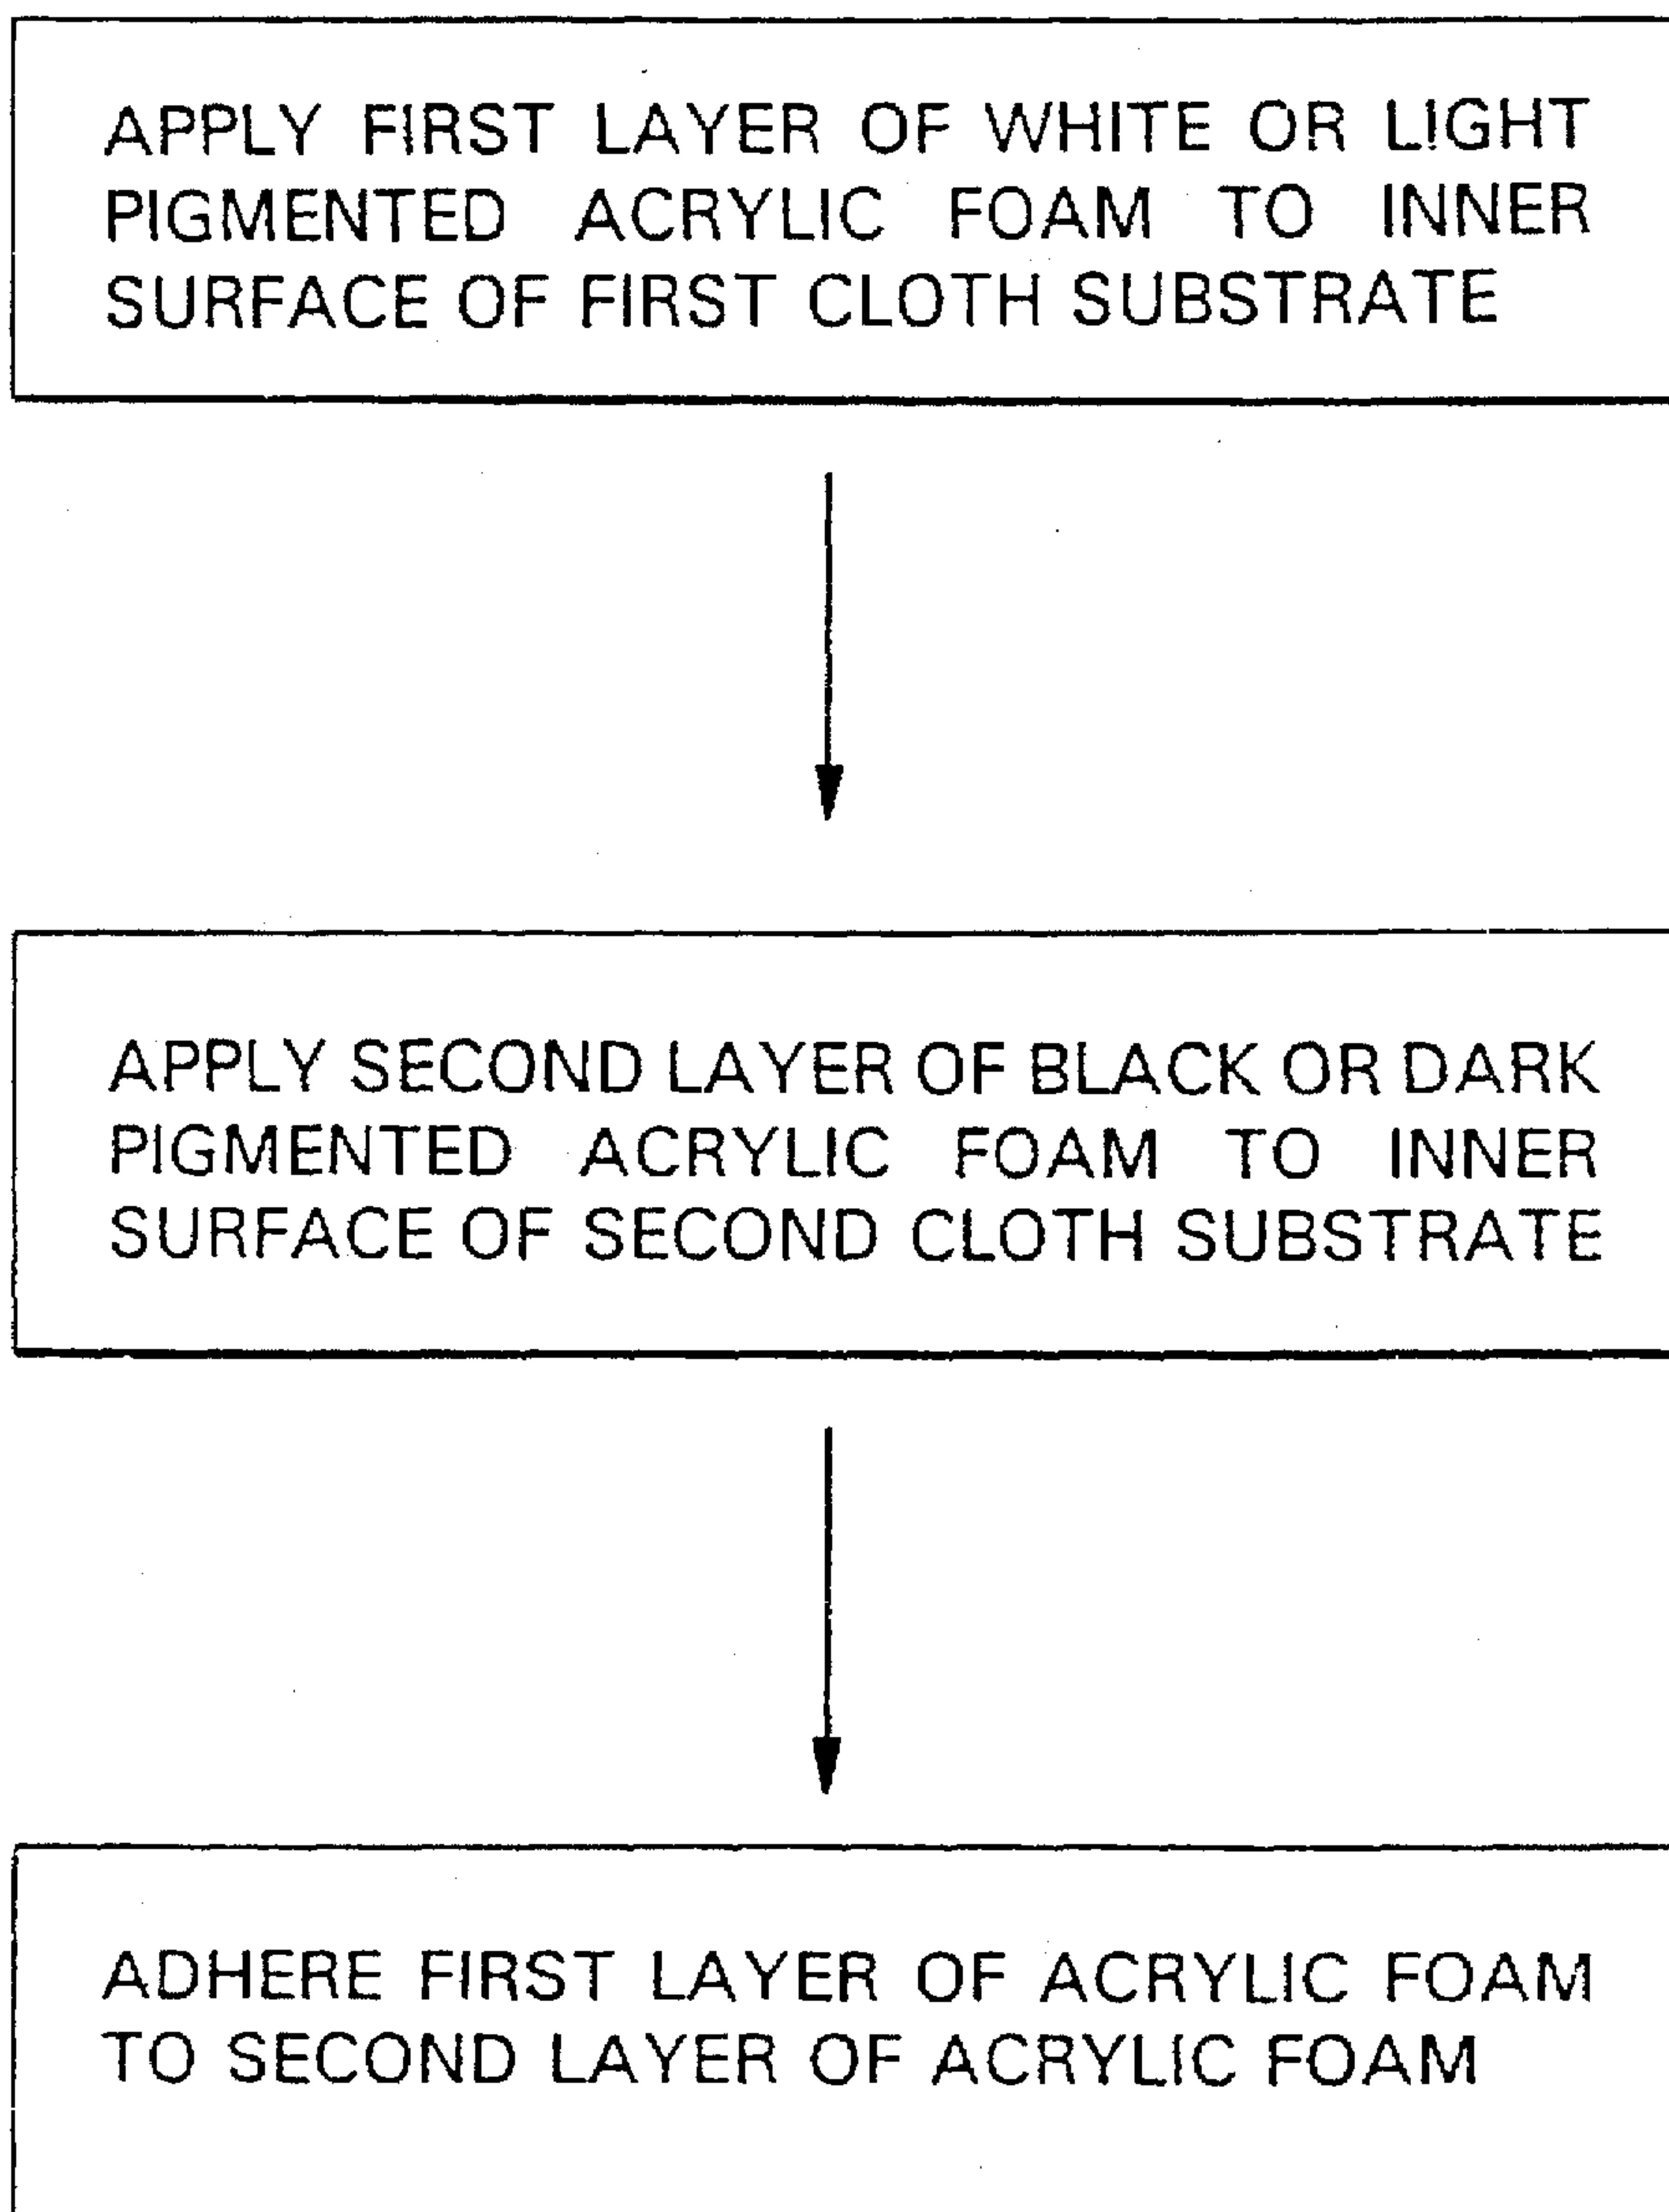 APPLY FIRST LAYER OF WHITE OR LIGHT
PIGMENTED ACRYLIC FOAM TO INNER
SURFACE OF FIRST CLOTH SUBSTRATE
APPLY SECOND LAYER OF BLACK OR DARK
PIGMENTED ACRYLIC FOAM TO INNER
SURFACE OF SECOND CLOTH SUBSTRATE
ADHERE FIRST LAYER OF ACRYLIC FOAM
TO SECOND LAYER OF ACRYLIC FOAM